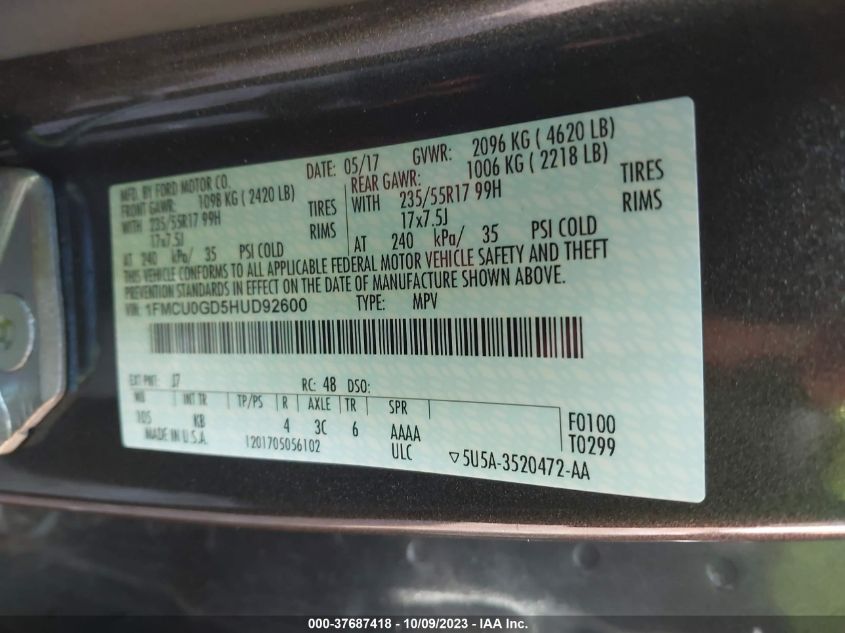 MFD. BY FORD MOTOR CO. DATE: 05/17 GVWR: 2096 KG ( 4620 LB)
FRONT GAWR: 1098 KG ( 2420 LB) REAR GAWR: 1006 KG ( 2218 LB)
WITH 235/55R17 99H TIRES WITH 235/55R17 99H TIRES
17x7.5J RIMS 17x7.5J RIMS
AT 240 kPa/ 35 PSI COLD AT 240 kPa/ 35 PSI COLD
THIS VEHICLE CONFORMS TO ALL APPLICABLE FEDERAL MOTOR VEHICLE SAFETY AND THEFT
PREVENTION STANDARDS IN EFFECT ON THE DATE OF MANUFACTURE SHOWN ABOVE.
VIN: 1FMCU0GD5HUD92600 TYPE: MPV
EXT PNT: J7 RC: 48 DSO:
WB INT TR TP/PS R AXLE TR SPR
105 KB 4 3C 6 AAAA F0100
MADE IN U.S.A. 1201705056102 ULC T0299
5U5A-3520472-AA
000-37687418 - 10/09/2023 - IAA Inc.